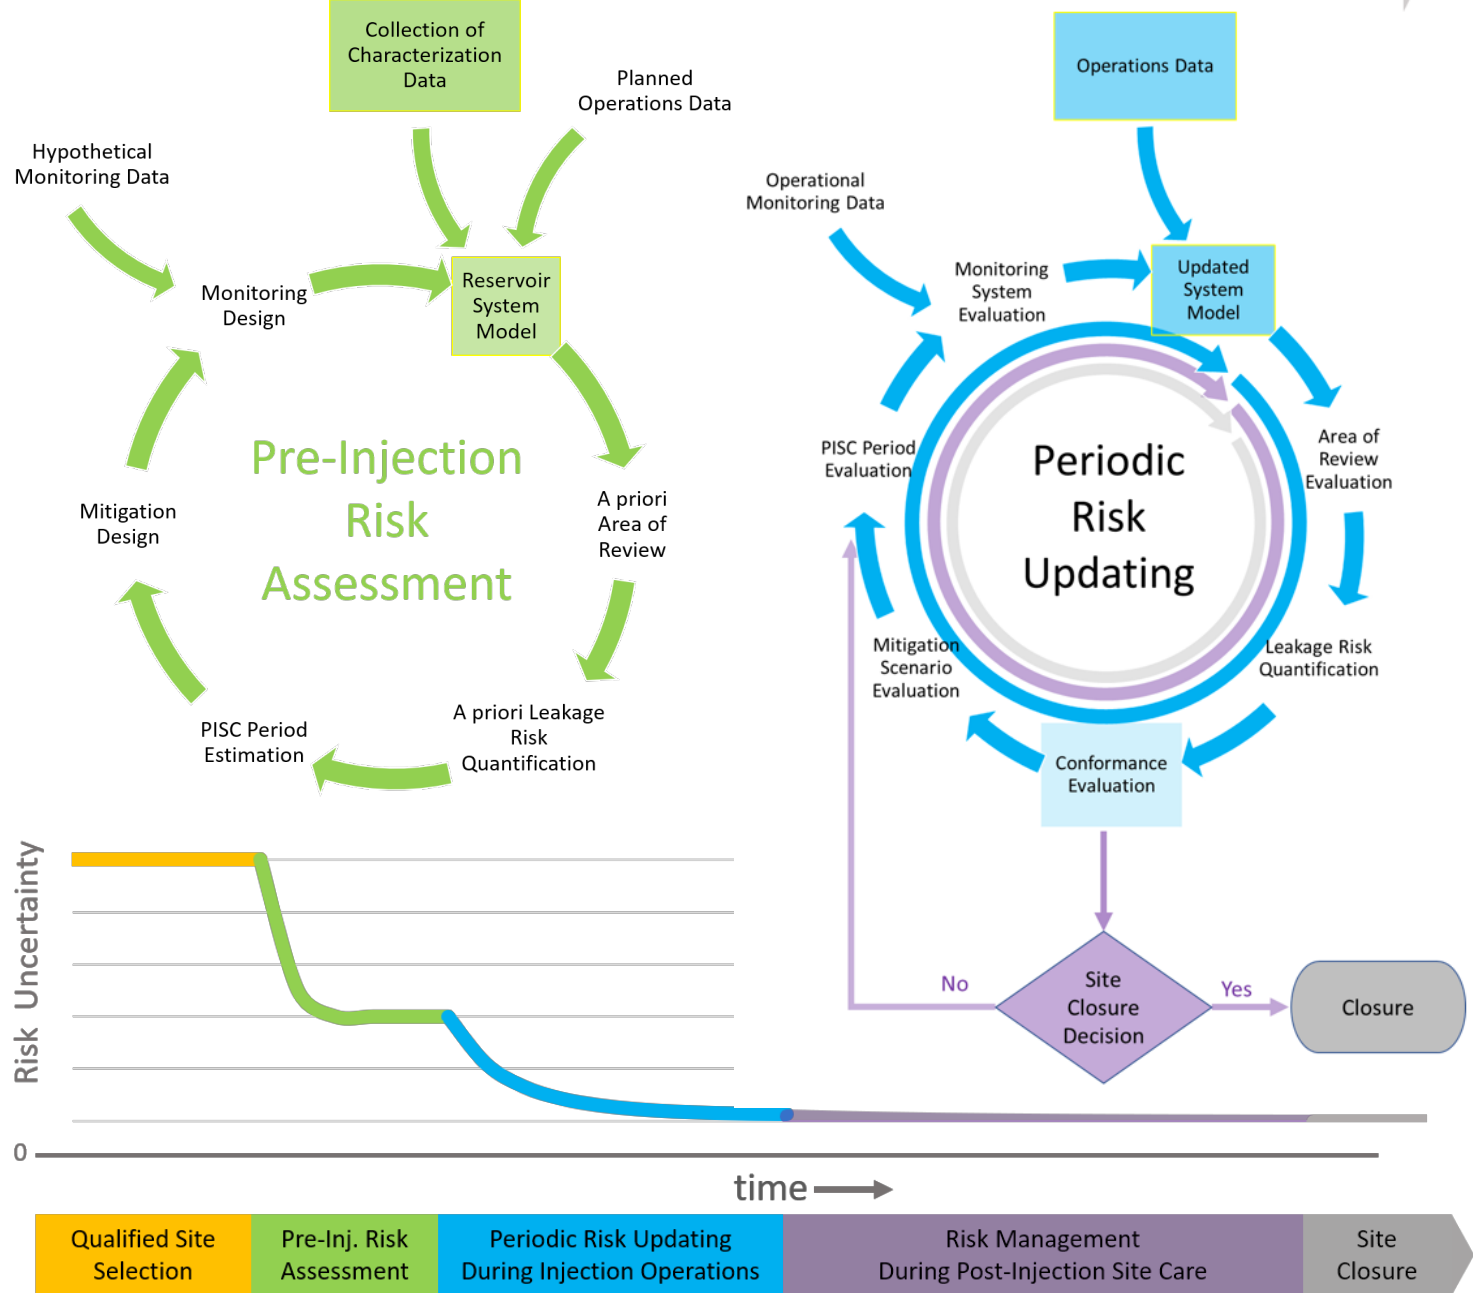 Collection of
Characterization
Data
Planned
Operations Data
Hypothetical
Monitoring Data
Monitoring
Design
Reservoir
System
Model
Pre-Injection
Risk
Assessment
A priori
Area of
Review
Mitigation
Design
A priori Leakage
Risk
Quantification
PISC Period
Estimation
Operations Data
Operational
Monitoring Data
Monitoring
System
Evaluation
Updated
System
Model
Periodic
Risk
Updating
Area of
Review
Evaluation
PISC Period
Evaluation
Leakage Risk
Quantification
Mitigation
Scenario
Evaluation
Conformance
Evaluation
Site
Closure
Decision
No
Yes
Closure
Risk Uncertainty
0
time
Qualified Site
Selection
Pre-Inj. Risk
Assessment
Periodic Risk Updating
During Injection Operations
Risk Management
During Post-Injection Site Care
Site
Closure